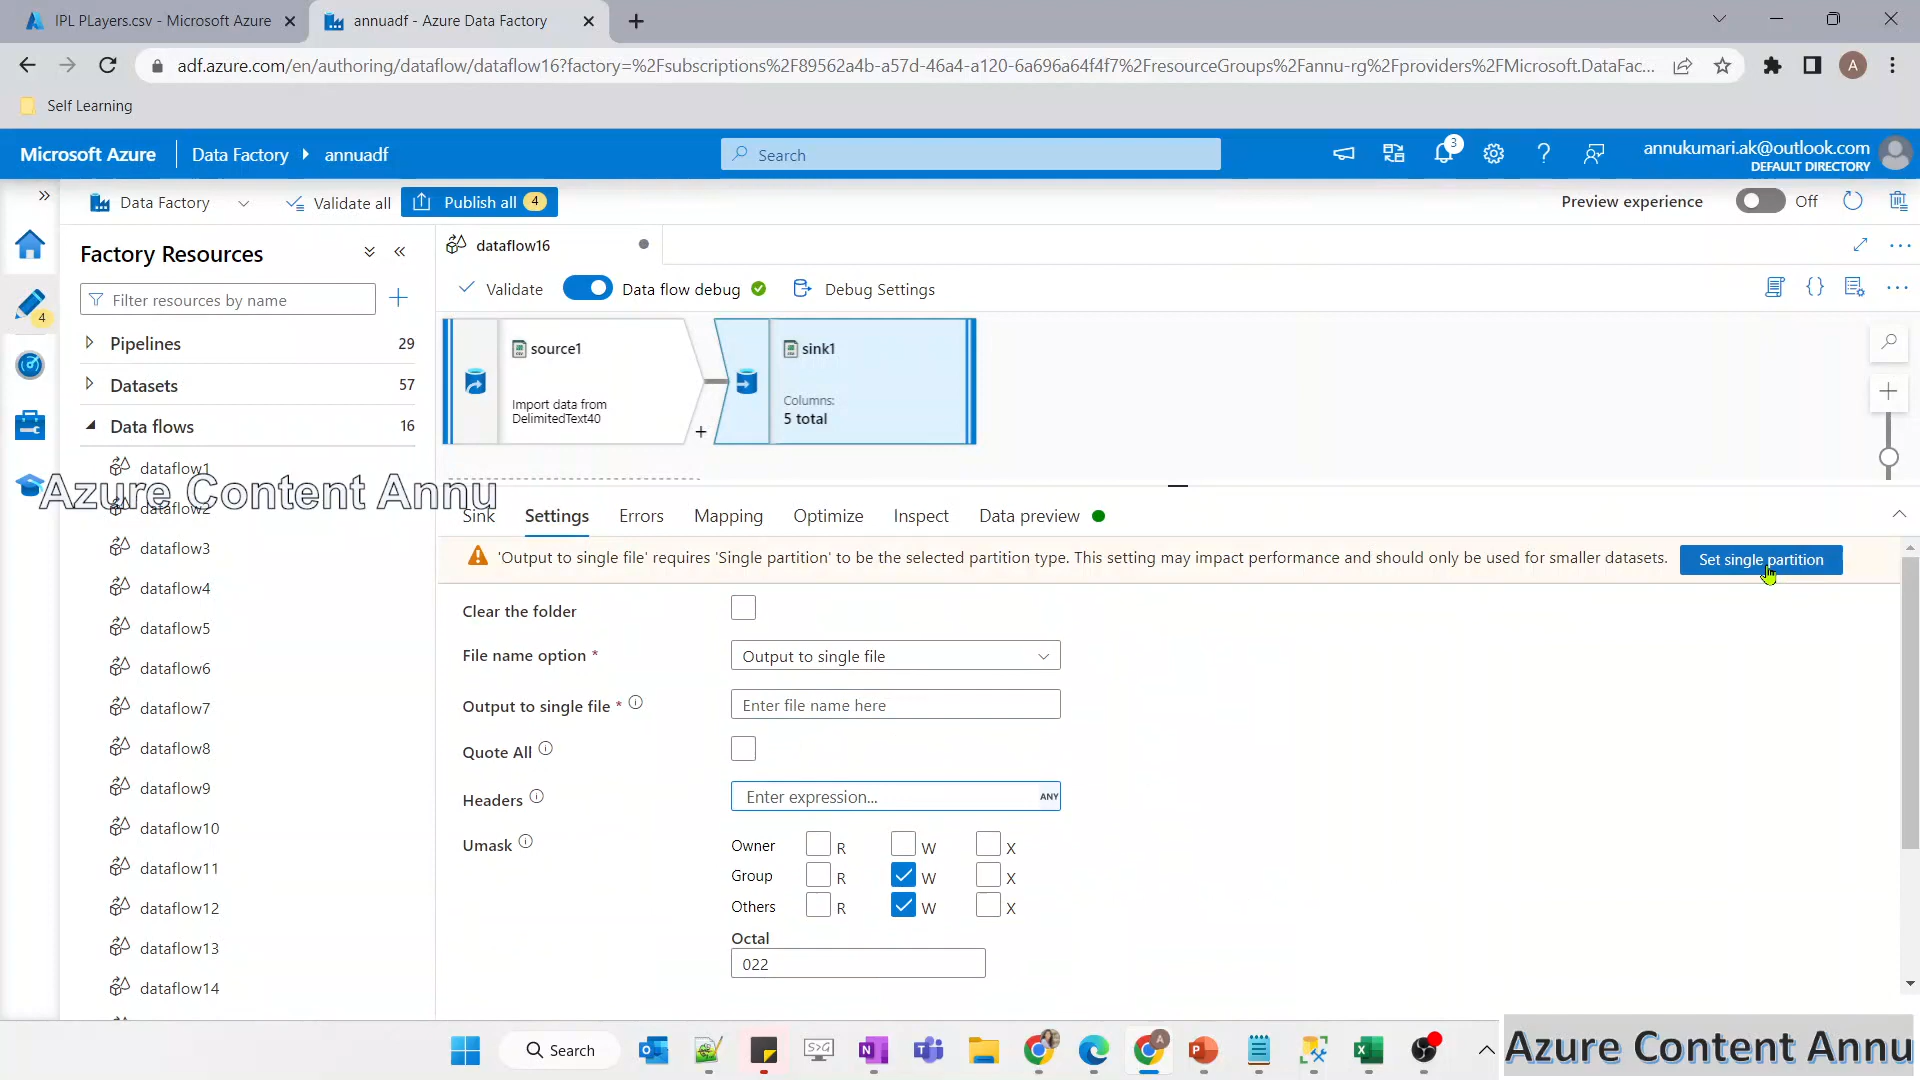 IPL PLayers.csv - Microsoft Azure
annuadf - Azure Data Factory
adf.azure.com/en/authoring/dataflow/dataflow16?factory=%2Fsubscriptions%2F89562a4b-a57d-46a4-a120-6a696a64f4f7%2FresourceGroups%2Fannu-rg%2Fproviders%2FMicrosoft.DataFac...
A
Self Learning
Microsoft Azure
Data Factory
annuadf
Search
3
annukumari.ak@outlook.com
DEFAULT DIRECTORY
Data Factory
Validate all
Publish all 4
Preview experience
Off
Factory Resources
Filter resources by name
4
Pipelines 29
Datasets 57
Data flows 16
dataflow1
dataflow2
dataflow3
dataflow4
dataflow5
dataflow6
dataflow7
dataflow8
dataflow9
dataflow10
dataflow11
dataflow12
dataflow13
dataflow14
Azure Content Annu
dataflow16
Validate
Data flow debug
Debug Settings
source1
Import data from
DelimitedText40
+
sink1
Columns:
5 total
Sink Settings Errors Mapping Optimize Inspect Data preview
'Output to single file' requires 'Single partition' to be the selected partition type. This setting may impact performance and should only be used for smaller datasets.
Set single partition
Clear the folder
File name option *
Output to single file
Output to single file *
Enter file name here
Quote All
Headers
Enter expression...
ANY
Umask
Owner R W X
Group R W X
Others R W X
Octal
022
Search
A
Azure Content Annu